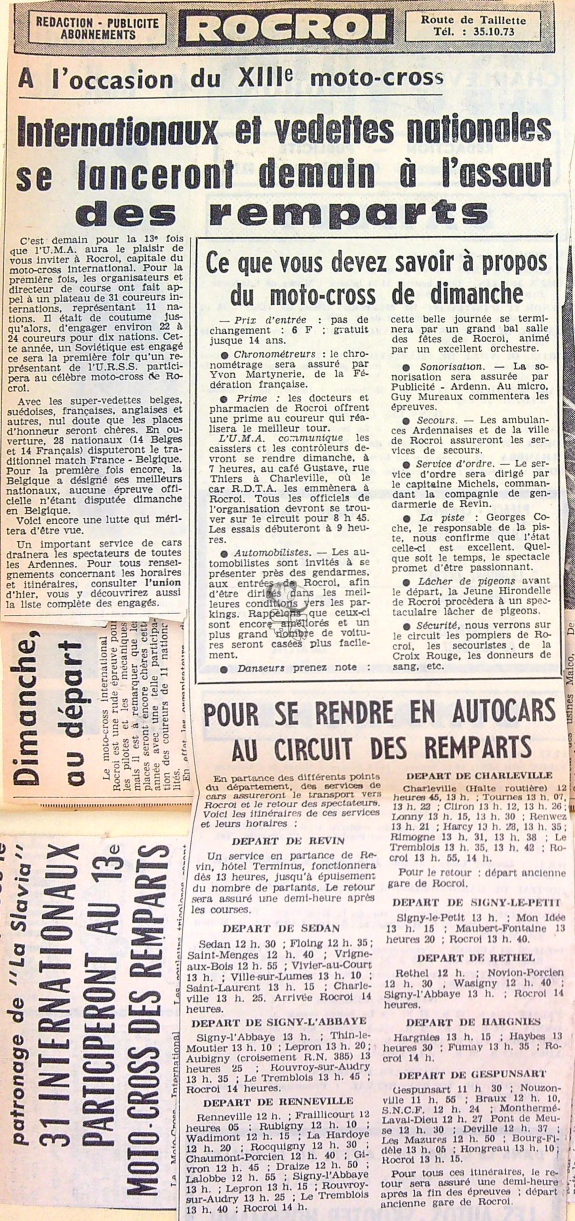 REDACTION - PUBLICITE
ABONNEMENTS
ROCROI
Route de Taillette
Tél. : 35.10.73
A l'occasion du XIIIe moto-cross
Internationaux et vedettes nationales
se lanceront demain à l'assaut
des remparts
C'est demain pour la 13e fois
que l'U.M.A. aura le plaisir de
vous inviter à Rocroi, capitale du
moto-cross international. Pour la
première fois, les organisateurs et
directeur de course ont fait ap-
pel à un plateau de 31 coureurs in-
ternations, représentant 11 na-
tions. Il était de coutume jus-
qu'alors, d'engager environ 22 à
24 coureurs pour dix nations. Cet-
te année, un Soviétique est engagé
ce sera la première foir qu'un re-
présentant de l'U.R.S.S. partici-
pera au célèbre moto-cross de Ro-
croi.
Avec les super-vedettes belges,
suédoises, françaises, anglaises et
autres, nul doute que les places
d'honneur seront chères. En ou-
verture, 28 nationaux (14 Belges
et 14 Français) disputeront le tra-
ditionnel match France - Belgique.
Pour la première fois encore, la
Belgique a désigné ses meilleurs
nationaux, aucune épreuve offi-
cielle n'étant disputée dimanche
en Belgique.
Voici encore une lutte qui méri-
tera d'être vue.
Un important service de cars
draînera les spectateurs de toutes
les Ardennes. Pour tous rensei-
gnements concernant les horaires
et itinéraires, consulter l'union
d'hier, vous y découvrirez aussi
la liste complète des engagés.
Ce que vous devez savoir à propos
du moto-cross de dimanche
— Prix d'entrée : pas de
changement : 6 F ; gratuit
jusque 14 ans.
● Chronométreurs : le chro-
nométrage sera assuré par
Yvon Martynerie, de la Fé-
dération française.
● Prime : les docteurs et
pharmacien de Rocroi offrent
une prime au coureur qui réa-
lisera le meilleur tour.
L'U.M.A. communique les
caissiers et les contrôleurs de-
vront se rendre dimanche, à
7 heures, au café Gustave, rue
Thiers à Charleville, où le
car R.D.T.A. les emmènera à
Rocroi. Tous les officiels de
l'organisation devront se trou-
ver sur le circuit pour 8 h 45.
Les essais débuteront à 9 heu-
res.
● Automobilistes. — Les au-
tomobilistes sont invités à se
présenter près des gendarmes,
aux entrées de Rocroi, afin
d'être dirigés dans les meil-
leures conditions vers les par-
kings. Rappelons que ceux-ci
sont encore améliorés et un
plus grand nombre de voitu-
res seront casées plus facile-
ment.
● Danseurs prenez note :
cette belle journée se termi-
nera par un grand bal salle
des fêtes de Rocroi, animé
par un excellent orchestre.
● Sonorisation. — La so-
norisation sera assurée par
Publicité - Ardenn. Au micro,
Guy Mureaux commentera les
épreuves.
● Secours. — Les ambulan-
ces Ardennaises et de la ville
de Rocroi assureront les ser-
vices de secours.
● Service d'ordre. — Le ser-
vice d'ordre sera dirigé par
le capitaine Michels, comman-
dant la compagnie de gen-
darmerie de Revin.
● La piste : Georges Co-
che, le responsable de la pis-
te, nous confirme que l'état
celle-ci est excellent. Quel-
que soit le temps, le spectacle
promet d'être passionnant.
● Lâcher de pigeons avant
le départ, la Jeune Hirondelle
de Rocroi procèdera à un spec-
taculaire lâcher de pigeons.
● Sécurité, nous verrons sur
le circuit les pompiers de Ro-
croi, les secouristes de la
Croix Rouge, les donneurs de
sang, etc.
Dimanche,
au départ
Le moto-cross international
Rocroi est une rude épreuve pour
les pilotes et les mécaniques
mais il est à remarquer que les
places seront encore chères cette
année avec une telle participa-
tion des coureurs de 11 nationa-
lités.
patronage de "La Slavia"
31 INTERNATIONAUX
PARTICIPERONT AU 13e
MOTO-CROSS DES REMPARTS
POUR SE RENDRE EN AUTOCARS
AU CIRCUIT DES REMPARTS
En partance des différents points
du département, des services de
cars assureront le transport vers
Rocroi et le retour des spectateurs.
Voici les itinéraires de ces services
et leurs horaires :
DEPART DE REVIN
Un service en partance de Re-
vin, hôtel Terminus, fonctionnera
dès 13 heures, jusqu'à épuisement
du nombre de partants. Le retour
sera assuré une demi-heure après
les courses.
DEPART DE SEDAN
Sedan 12 h. 30 ; Floing 12 h. 35 ;
Saint-Menges 12 h. 40 ; Vrigne-
aux-Bois 12 h. 55 ; Vivier-au-Court
13 h. ; Ville-sur-Lumes 13 h. 10 ;
Saint-Laurent 13 h. 15 ; Charle-
ville 13 h. 25. Arrivée Rocroi 14
heures.
DEPART DE SIGNY-L'ABBAYE
Signy-l'Abbaye 13 h. ; Thin-le-
Moutier 13 h. 10 ; Lepron 13 h. 20 ;
Aubigny (croisement R.N. 385) 13
heures 25 ; Rouvroy-sur-Audry
13 h. 35 ; Le Tremblois 13 h. 45 ;
Rocroi 14 heures.
DEPART DE RENNEVILLE
Renneville 12 h. ; Fraillicourt 12
heures 05 ; Rubigny 12 h. 10 ;
Wadimont 12 h. 15 ; La Hardoye
12 h. 20 ; Rocquigny 12 h. 30 ;
Chaumont-Porcien 12 h. 40 ; Gi-
vron 12 h. 45 ; Draize 12 h. 50 ;
Lalobbe 12 h. 55 ; Signy-l'Abbaye
13 h. ; Lepron 13 h. 15 ; Rouvroy-
sur-Audry 13 h. 25 ; Le Tremblois
13 h. 40 ; Rocroi 14 h.
DEPART DE CHARLEVILLE
Charleville (Halte routière) 12
heures 45, 13 h. ; Tournes 13 h. 07,
13 h. 22 ; Cliron 13 h. 12, 13 h. 26 ;
Lonny 13 h. 15, 13 h. 30 ; Renwez
13 h. 21 ; Harcy 13 h. 28, 13 h. 35 ;
Rimogne 13 h. 31, 13 h. 38 ; Le
Tremblois 13 h. 35, 13 h. 42 ; Ro-
croi 13 h. 55, 14 h.
Pour le retour : départ ancienne
gare de Rocroi.
DEPART DE SIGNY-LE-PETIT
Signy-le-Petit 13 h. ; Mon Idée
13 h. 15 ; Maubert-Fontaine 13
heures 20 ; Rocroi 13 h. 40.
DEPART DE RETHEL
Rethel 12 h. ; Novion-Porcien
12 h. 30 , Wasigny 12 h. 40 ;
Signy-l'Abbaye 13 h. ; Rocroi 14
heures.
DEPART DE HARGNIES
Hargnies 13 h. 15 ; Haybes 13
heures 30 ; Fumay 13 h. 35 ; Ro-
croi 14 h.
DEPART DE GESPUNSART
Gespunsart 11 h 30 ; Nouzon-
ville 11 h. 55 ; Braux 12 h. 10,
S.N.C.F. 12 h. 24 ; Monthermé-
Laval-Dieu 12 h. 27 Pont de Meu-
se 12 h. 30 ; Deville 12 h. 37 ;
Les Mazures 12 h. 50 ; Bourg-Fi-
dèle 13 h. 05 ; Hongreau 13 h. 10 ;
Rocroi 13 h. 15.
Pour tous ces itinéraires, le re-
tour sera assuré une demi-heure
après la fin des épreuves ; départ
ancienne gare de Rocroi.